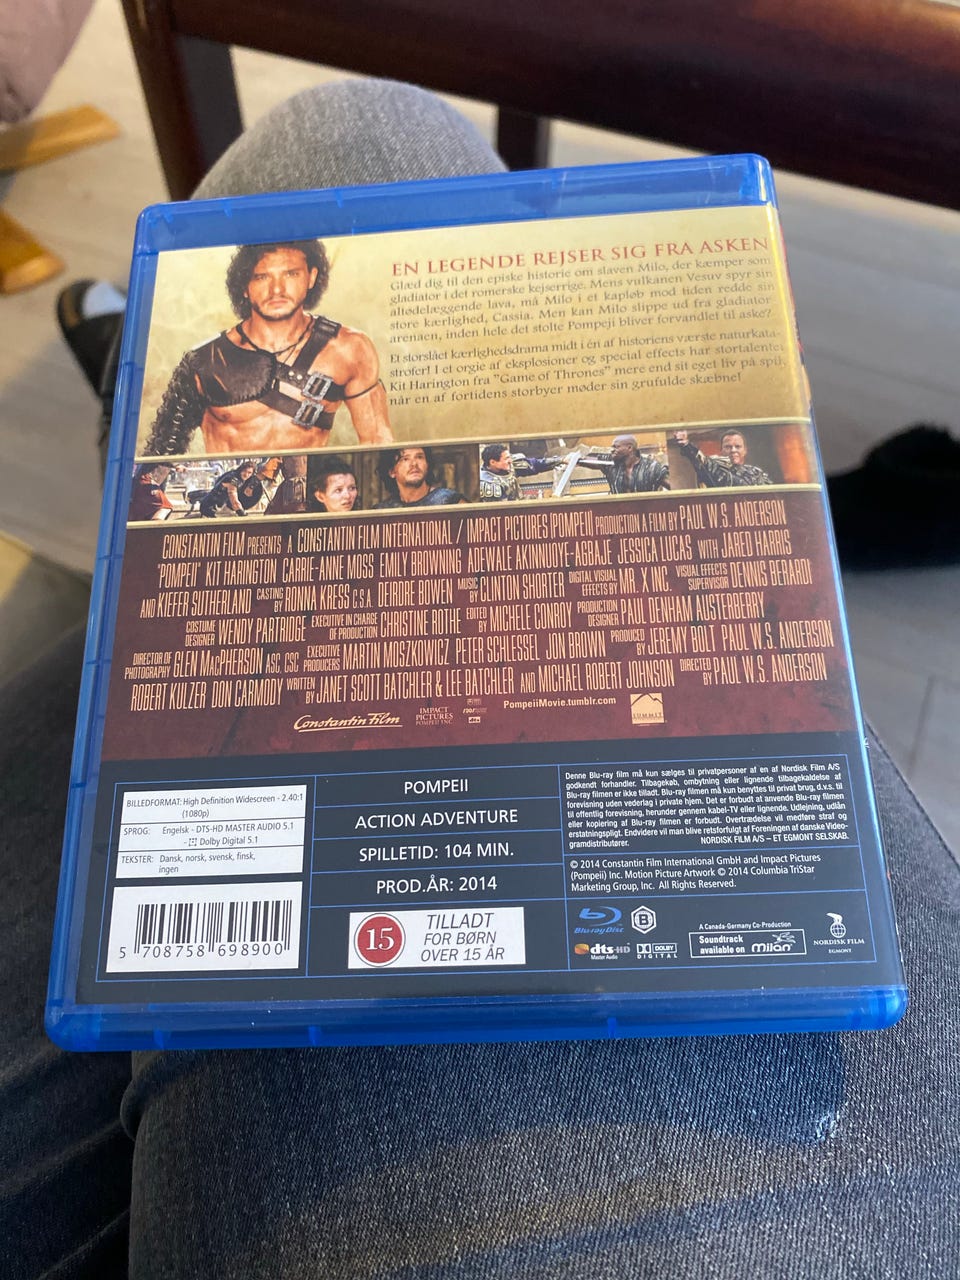 EN LEGENDE REJSER SIG FRA ASKEN
Glæd dig til den episke historie om slaven Milo, der kæmper som
gladiator i det romerske kejserrige. Mens vulkanen Vesuv spyr sin
altødelæggende lava, må Milo i et kapløb mod tiden redde sin
store kærlighed, Cassia. Men kan Milo slippe ud fra gladiator-
arenaen, inden hele det stolte Pompeji bliver forvandlet til aske?
Et storslået kærlighedsdrama midt i én af historiens værste naturkata-
strofer! I et orgie af eksplosioner og special effects har stortalentet
Kit Harington fra "Game of Thrones" mere end sit eget liv på spil,
når en af fortidens storbyer møder sin grufulde skæbne!
CONSTANTIN FILM PRESENTS A CONSTANTIN FILM INTERNATIONAL / IMPACT PICTURES (POMPEII) PRODUCTION A FILM BY PAUL W.S. ANDERSON
"POMPEII" KIT HARINGTON CARRIE-ANNE MOSS EMILY BROWNING ADEWALE AKINNUOYE-AGBAJE JESSICA LUCAS WITH JARED HARRIS
AND KIEFER SUTHERLAND CASTING BY RONNA KRESS C.S.A. DEIRDRE BOWEN MUSIC BY CLINTON SHORTER DIGITAL VISUAL EFFECTS BY MR. X INC. VISUAL EFFECTS SUPERVISOR DENNIS BERARDI
COSTUME DESIGNER WENDY PARTRIDGE EXECUTIVE IN CHARGE OF PRODUCTION CHRISTINE ROTHE EDITED BY MICHELE CONROY PRODUCTION DESIGNER PAUL DENHAM AUSTERBERRY
DIRECTOR OF PHOTOGRAPHY GLEN MACPHERSON ASC, CSC EXECUTIVE PRODUCERS MARTIN MOSZKOWICZ PETER SCHLESSEL JON BROWN PRODUCED BY JEREMY BOLT PAUL W.S. ANDERSON
ROBERT KULZER DON CARMODY WRITTEN BY JANET SCOTT BATCHLER & LEE BATCHLER AND MICHAEL ROBERT JOHNSON DIRECTED BY PAUL W.S. ANDERSON
Constantin Film
IMPACT
PICTURES
POMPEII INC.
dts
PompeiiMovie.tumblr.com
SUMMIT
BILLEDFORMAT: High Definition Widescreen - 2.40:1
(1080p)
SPROG: Engelsk - DTS-HD MASTER AUDIO 5.1
- Dolby Digital 5.1
TEKSTER: Dansk, norsk, svensk, finsk,
ingen
5 708758 698900
POMPEII
ACTION ADVENTURE
SPILLETID: 104 MIN.
PROD.ÅR: 2014
15
TILLADT
FOR BØRN
OVER 15 ÅR
Denne Blu-ray film må kun sælges til privatpersoner af en af Nordisk Film A/S
godkendt forhandler. Tilbagekøb, ombytning eller lignende tilbagekaldelse af
Blu-ray filmen er ikke tilladt. Blu-ray filmen må kun benyttes til privat brug, d.v.s. til
forevisning uden vederlag i private hjem. Det er forbudt at anvende Blu-ray filmen
til offentlig forevisning, herunder gennem kabel-TV eller lignende. Udlejning, udlån
eller kopiering af Blu-ray filmen er forbudt. Overtrædelse vil medføre straf og
erstatningspligt. Endvidere vil man blive retsforfulgt af Foreningen af danske Video-
gramdistributører. NORDISK FILM A/S – ET EGMONT SELSKAB.
© 2014 Constantin Film International GmbH and Impact Pictures
(Pompeii) Inc. Motion Picture Artwork © 2014 Columbia TriStar
Marketing Group, Inc. All Rights Reserved.
Blu-ray Disc
B
dts-HD
Master Audio
DOLBY
DIGITAL
A Canada-Germany Co-Production
Soundtrack
available on milan
NORDISK FILM
EGMONT